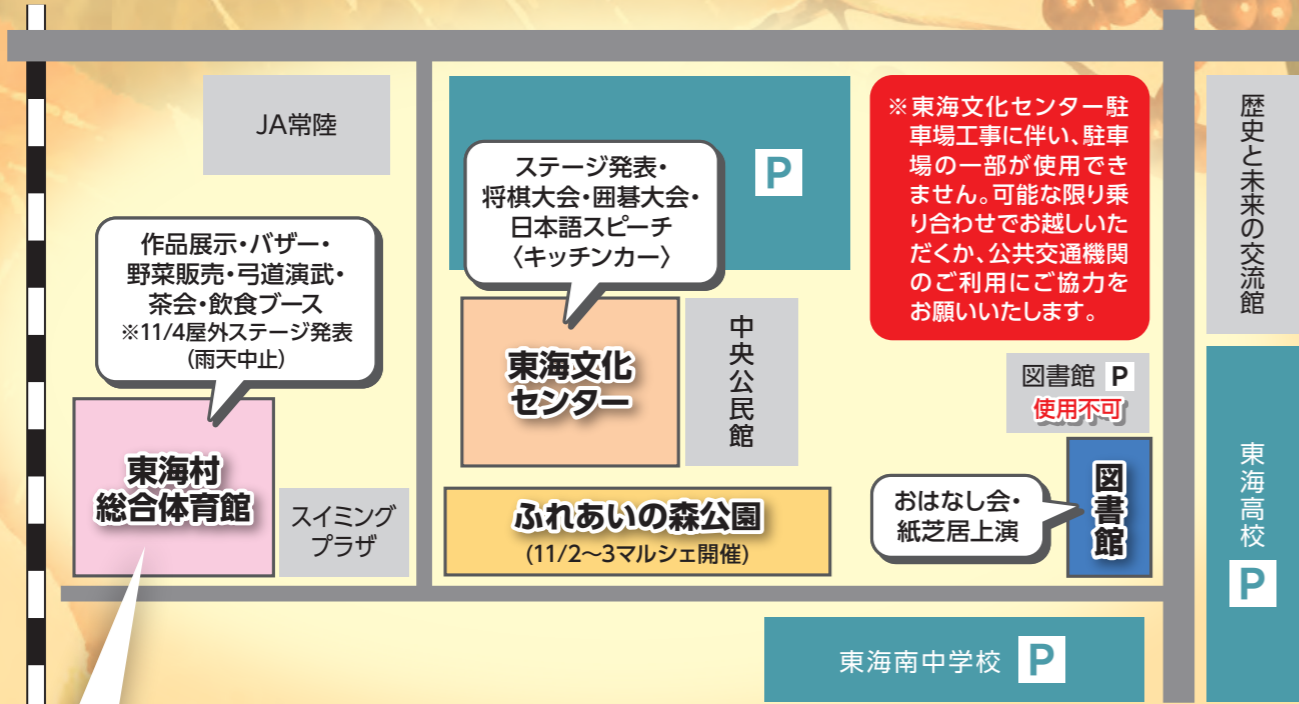 JA常陸
P
ステージ発表・
将棋大会・囲碁大会・
日本語スピーチ
〈キッチンカー〉
※東海文化センター駐
車場工事に伴い、駐車
場の一部が使用でき
ません。可能な限り乗
り合わせでお越しいた
だくか、公共交通機関
のご利用にご協力を
お願いいたします。
歴史と未来の交流館
作品展示・バザー・
野菜販売・弓道演武・
茶会・飲食ブース
※11/4屋外ステージ発表
(雨天中止)
東海文化
センター
中央公民館
図書館 P
使用不可
東海村
総合体育館
スイミング
プラザ
ふれあいの森公園
(11/2〜3マルシェ開催)
おはなし会・
紙芝居上演
図書館
東海高校
P
東海南中学校 P